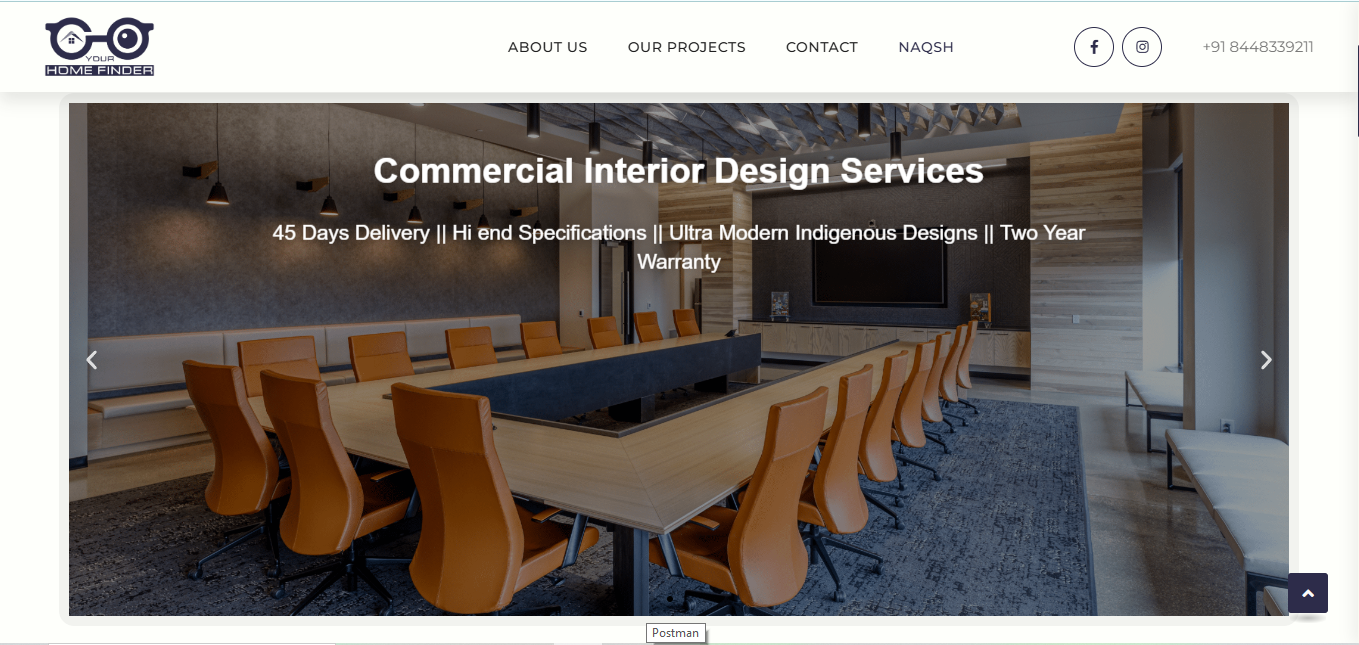 YOUR
HOME FINDER
ABOUT US
OUR PROJECTS
CONTACT
NAQSH
+91 8448339211
Commercial Interior Design Services
45 Days Delivery || Hi end Specifications || Ultra Modern Indigenous Designs || Two Year
Warranty
Postman